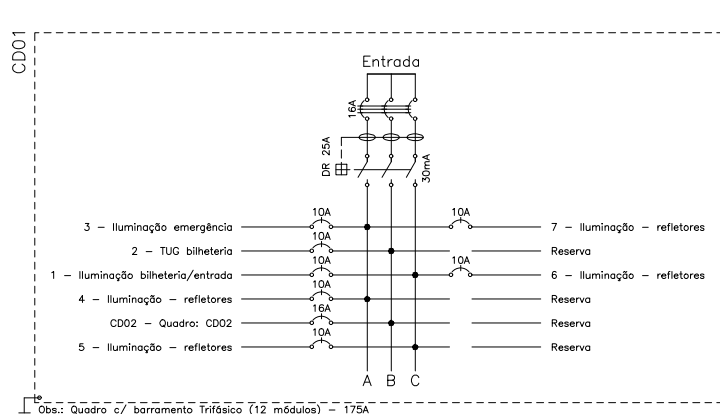 CD01
Entrada
16A
DR 25A
30mA
10A 10A
3 – Iluminação emergência 7 – Iluminação – refletores
10A
2 – TUG bilheteria Reserva
10A 10A
1 – Iluminação bilheteria/entrada 6 – Iluminação – refletores
10A
4 – Iluminação – refletores Reserva
16A
CD02 – Quadro: CD02 Reserva
10A
5 – Iluminação – refletores Reserva
A B C
Obs.: Quadro c/ barramento Trifásico (12 módulos) – 175A